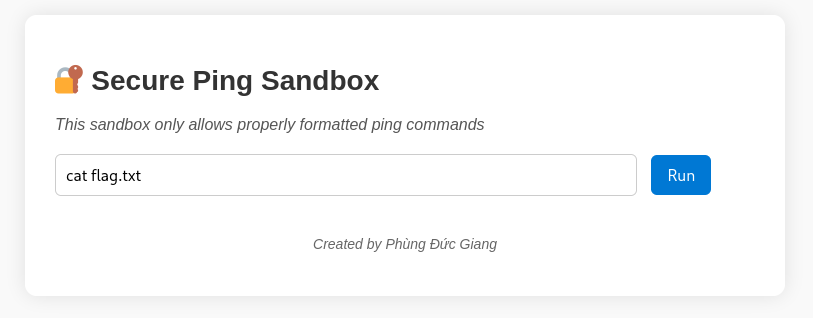 Secure Ping Sandbox
This sandbox only allows properly formatted ping commands
cat flag.txt
Run
Created by Phùng Đức Giang